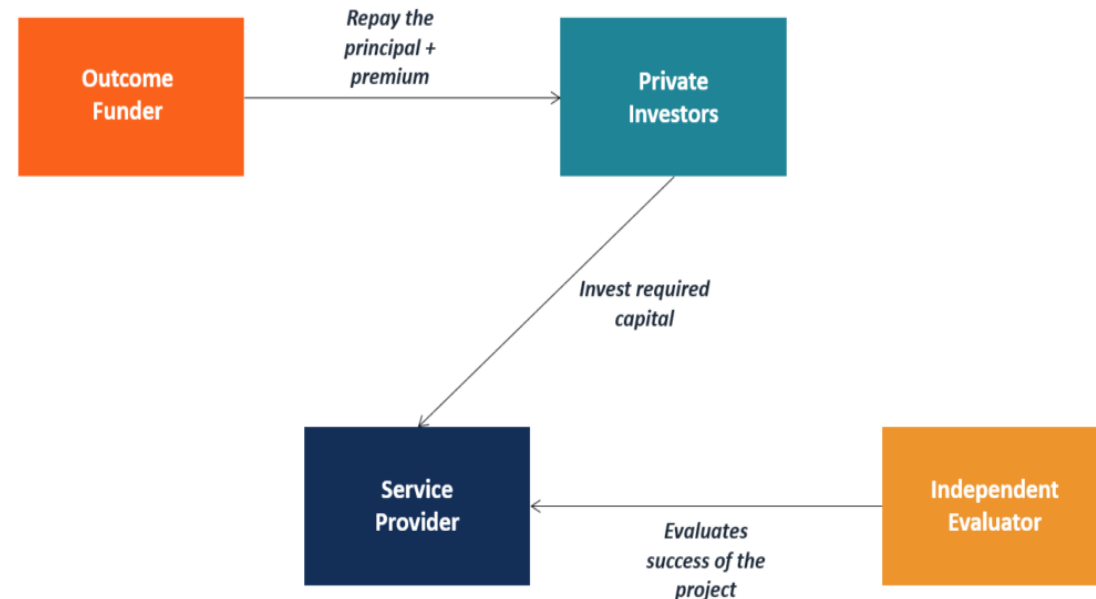 Repay the
principal +
premium
Outcome
Funder
Private
Investors
Invest required
capital
Service
Provider
Independent
Evaluator
Evaluates
success of the
project